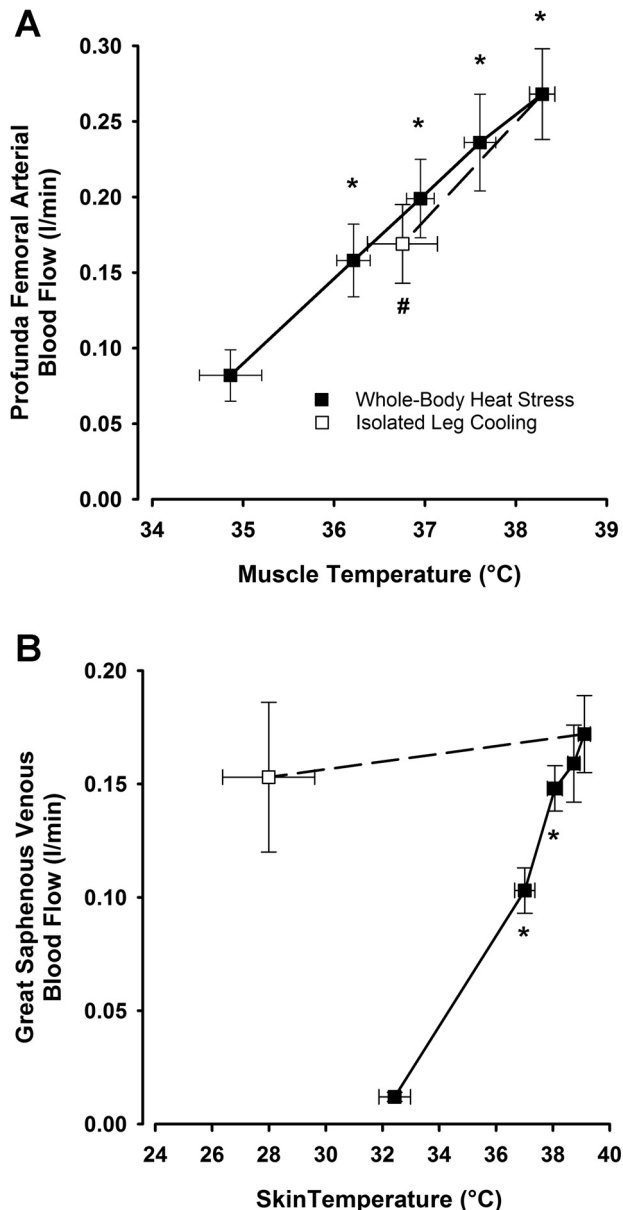 A
0.30
0.25
0.20
0.15
0.10
0.05
0.00
Profunda Femoral Arterial
Blood Flow (l/min)
*
*
*
*
#
Whole-Body Heat Stress
Isolated Leg Cooling
34 35 36 37 38 39
Muscle Temperature (°C)
B
0.20
0.15
0.10
0.05
0.00
Great Saphenous Venous
Blood Flow (l/min)
*
*
24 26 28 30 32 34 36 38 40
SkinTemperature (°C)